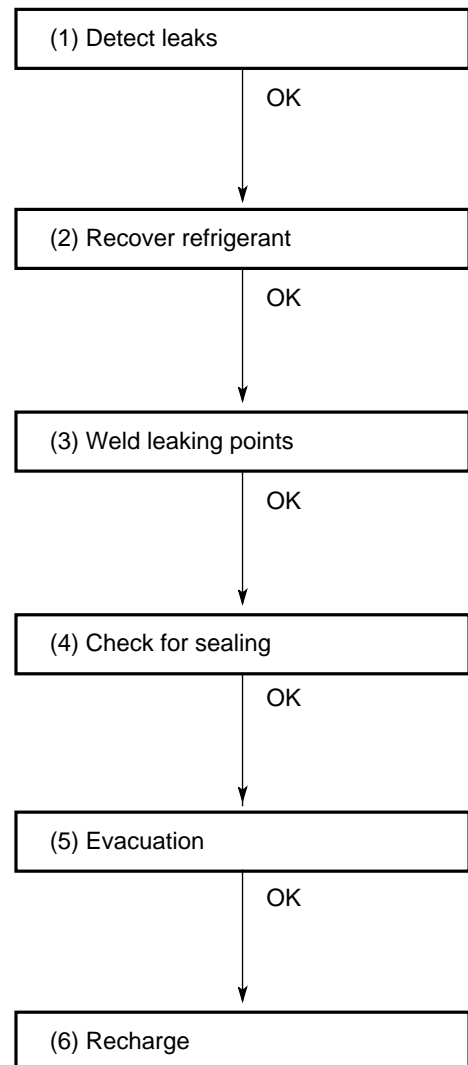 (1) Detect leaks
OK
(2) Recover refrigerant
OK
(3) Weld leaking points
OK
(4) Check for sealing
OK
(5) Evacuation
OK
(6) Recharge